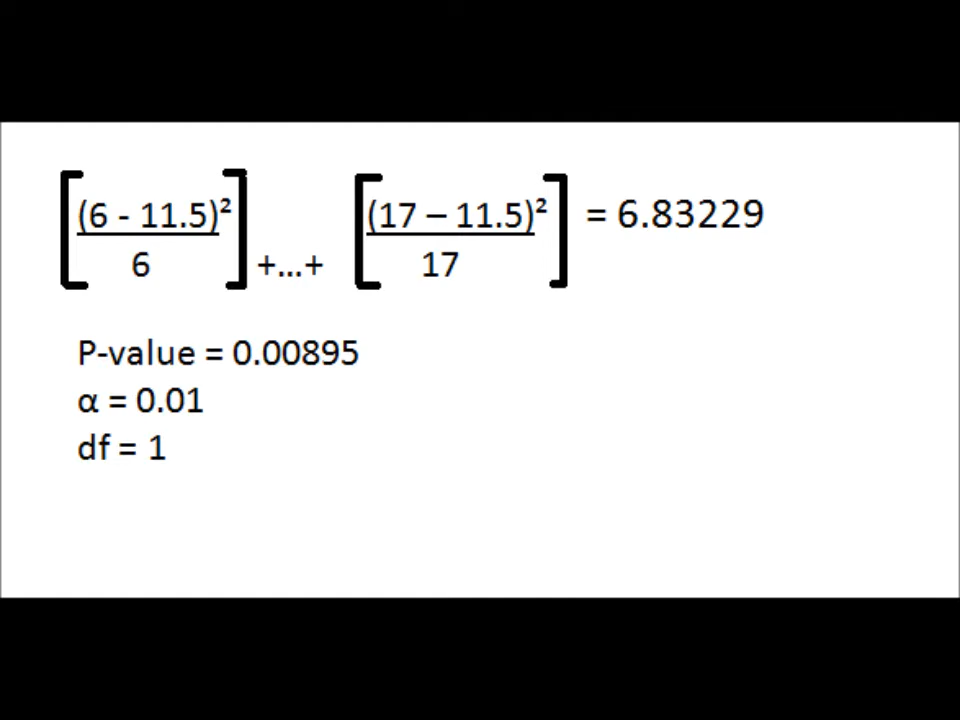 [(6 - 11.5)²/6] +...+ [(17 – 11.5)²/17] = 6.83229
P-value = 0.00895
α = 0.01
df = 1